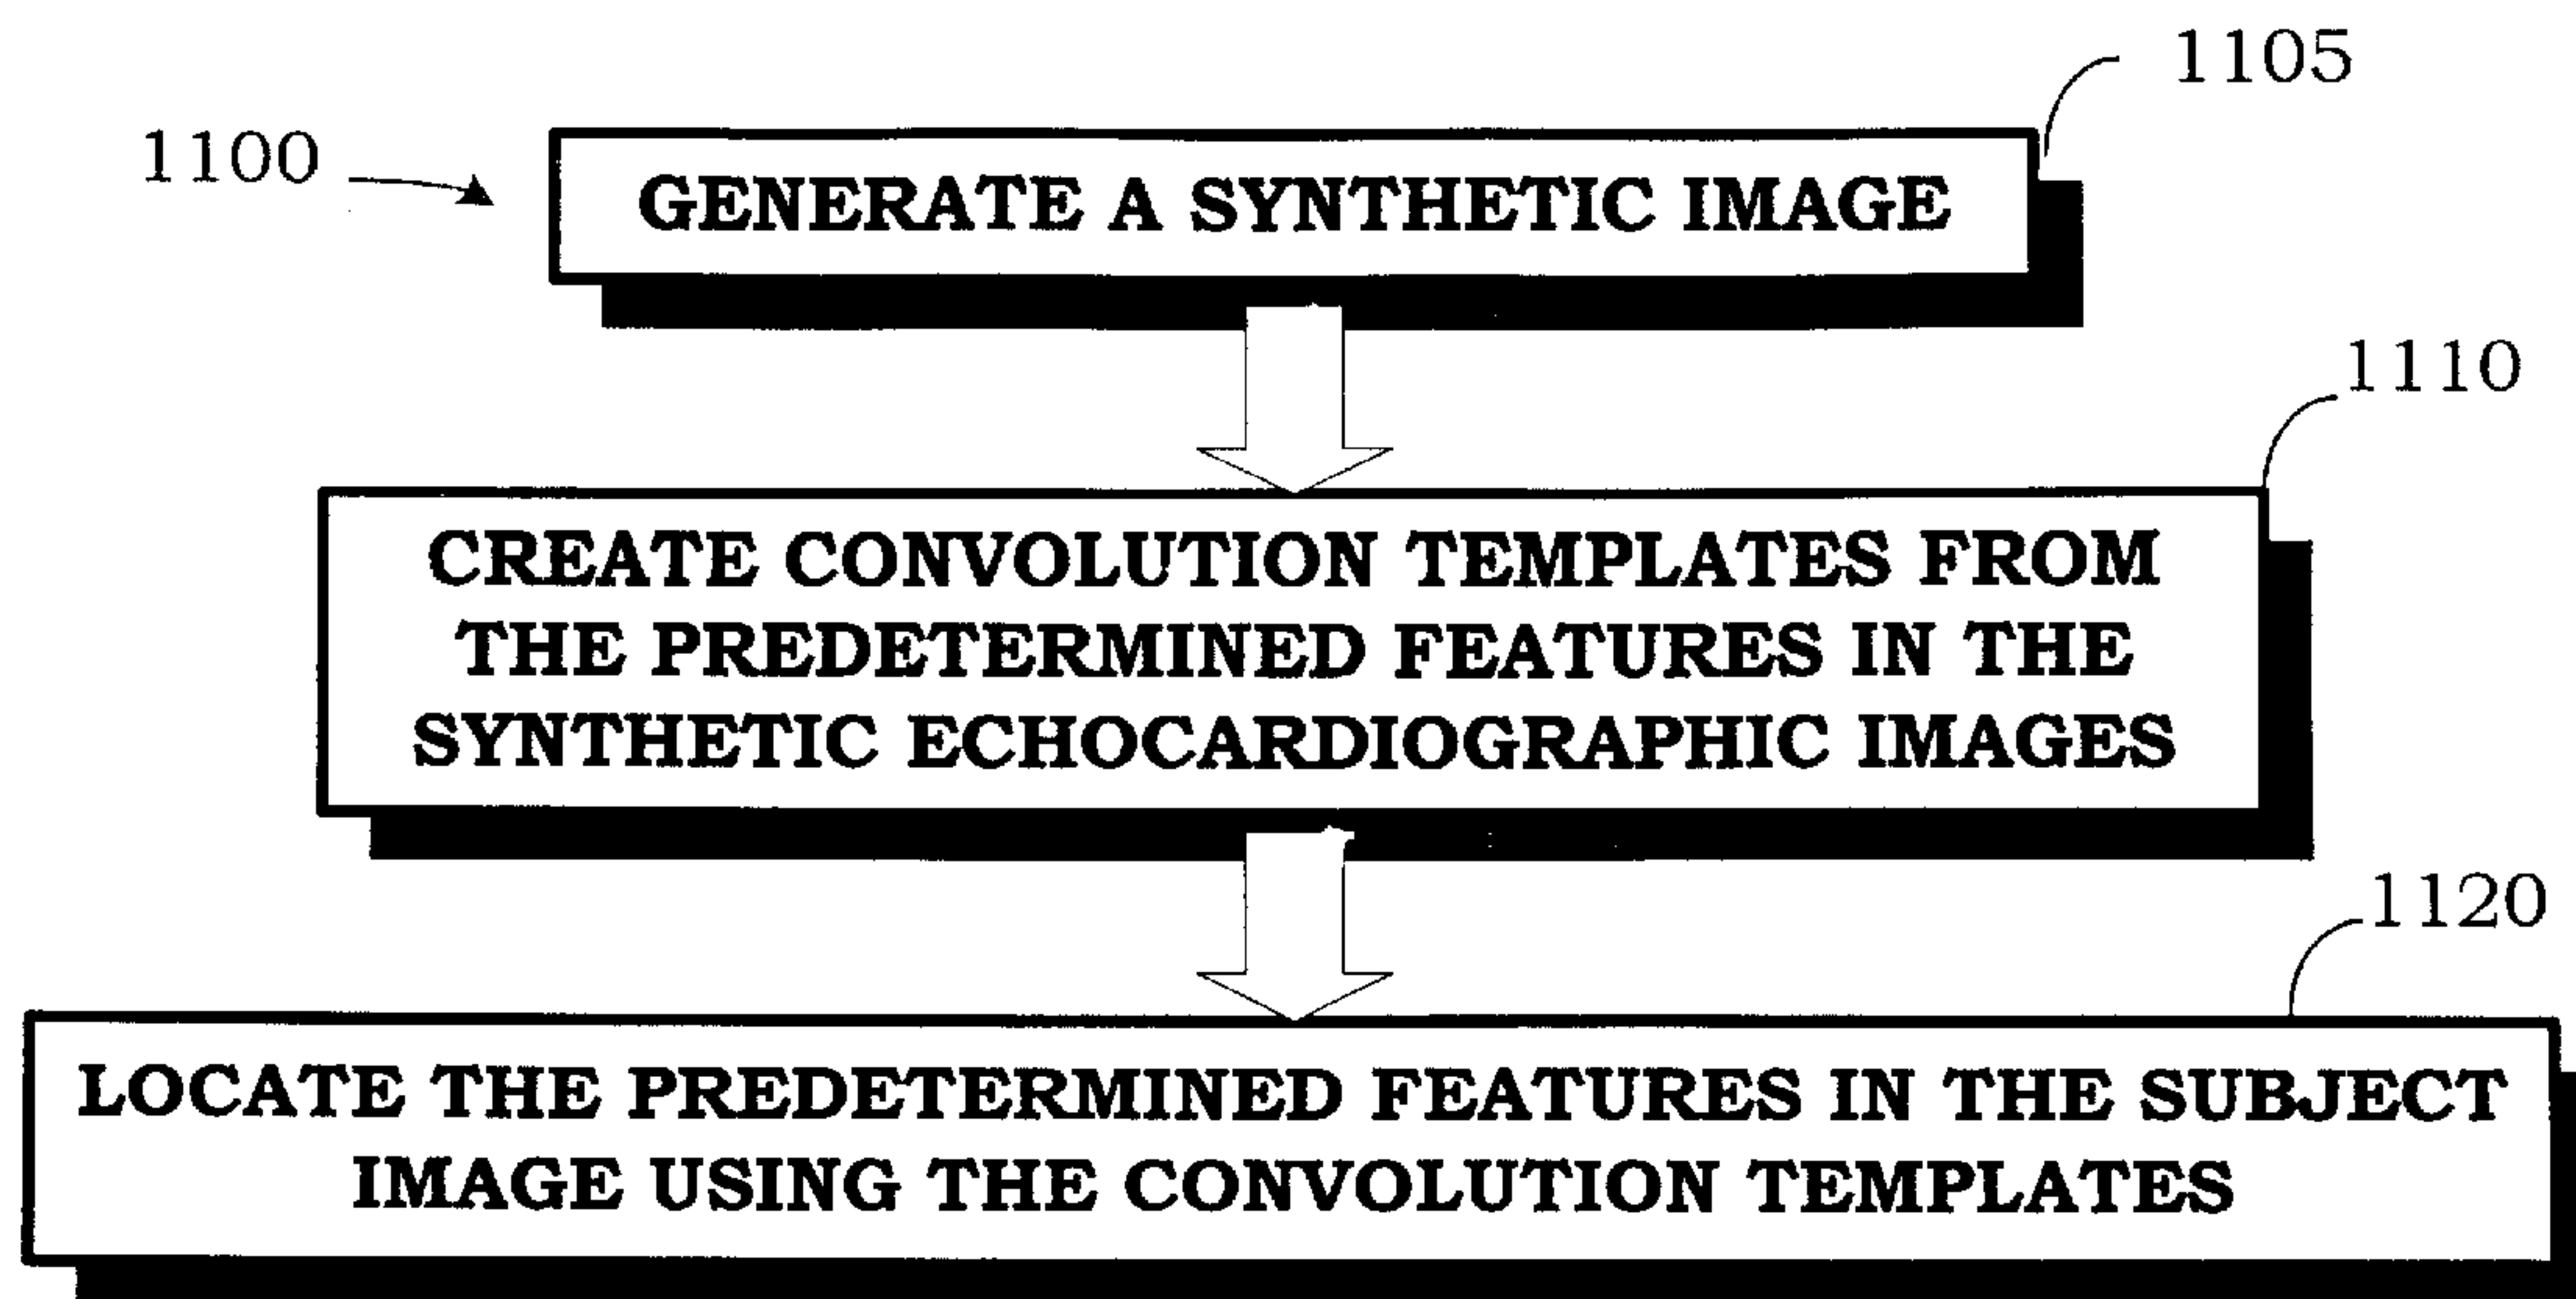 1105
1100
GENERATE A SYNTHETIC IMAGE
1110
CREATE CONVOLUTION TEMPLATES FROM
THE PREDETERMINED FEATURES IN THE
SYNTHETIC ECHOCARDIOGRAPHIC IMAGES
1120
LOCATE THE PREDETERMINED FEATURES IN THE SUBJECT
IMAGE USING THE CONVOLUTION TEMPLATES